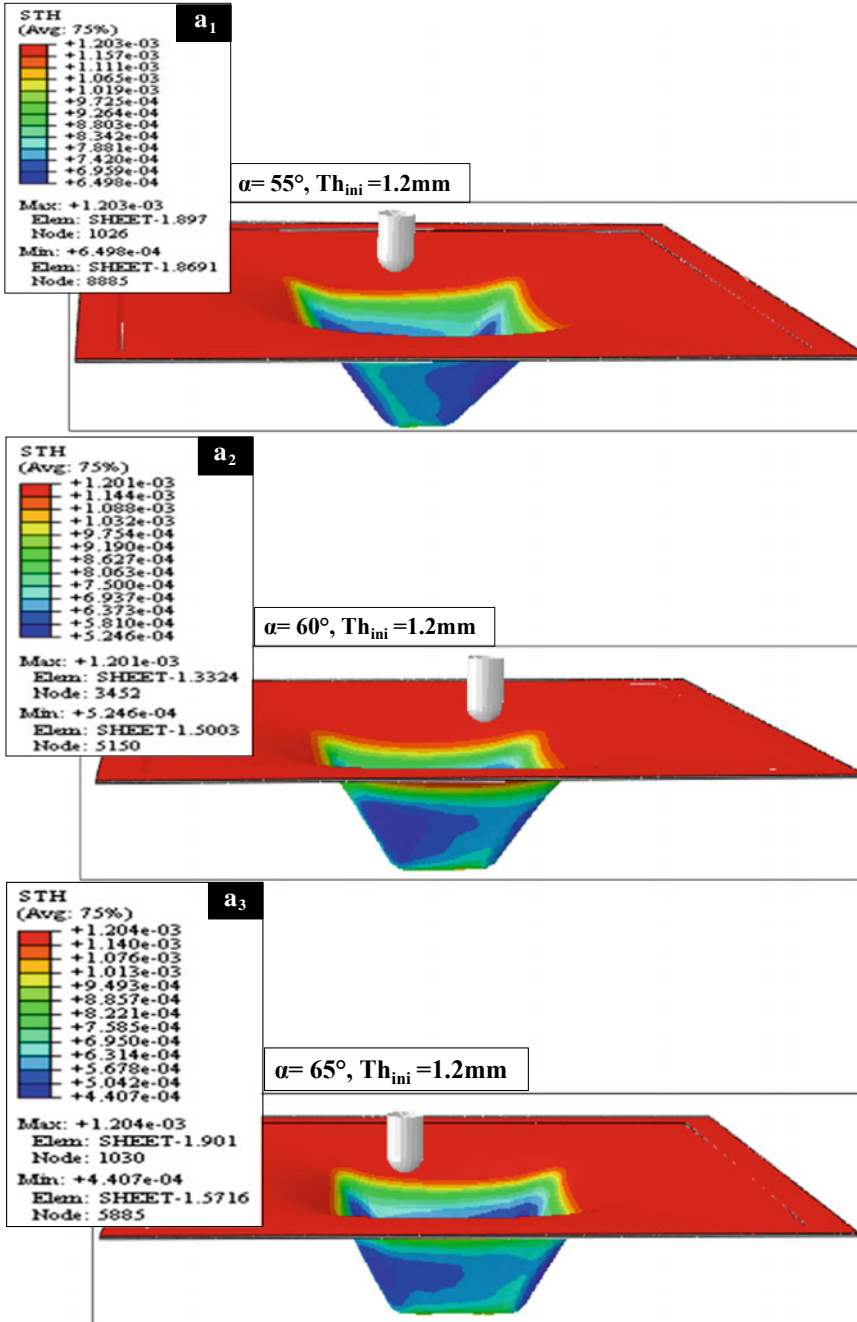 STH
(Avg: 75%)
a₁
+1.203e-03
+1.157e-03
+1.111e-03
+1.065e-03
+1.019e-03
+9.725e-04
+9.264e-04
+8.803e-04
+8.342e-04
+7.881e-04
+7.420e-04
+6.959e-04
+6.498e-04
Max: +1.203e-03
Elem: SHEET-1.897
Node: 1026
Min: +6.498e-04
Elem: SHEET-1.8691
Node: 8885
α= 55°, Thᵢₙᵢ =1.2mm
STH
(Avg: 75%)
a₂
+1.201e-03
+1.144e-03
+1.088e-03
+1.032e-03
+9.754e-04
+9.190e-04
+8.627e-04
+8.063e-04
+7.500e-04
+6.937e-04
+6.373e-04
+5.810e-04
+5.246e-04
Max: +1.201e-03
Elem: SHEET-1.3324
Node: 3452
Min: +5.246e-04
Elem: SHEET-1.5003
Node: 5150
α= 60°, Thᵢₙᵢ =1.2mm
STH
(Avg: 75%)
a₃
+1.204e-03
+1.140e-03
+1.076e-03
+1.013e-03
+9.493e-04
+8.857e-04
+8.221e-04
+7.585e-04
+6.950e-04
+6.314e-04
+5.678e-04
+5.042e-04
+4.407e-04
Max: +1.204e-03
Elem: SHEET-1.901
Node: 1030
Min: +4.407e-04
Elem: SHEET-1.5716
Node: 5885
α= 65°, Thᵢₙᵢ =1.2mm